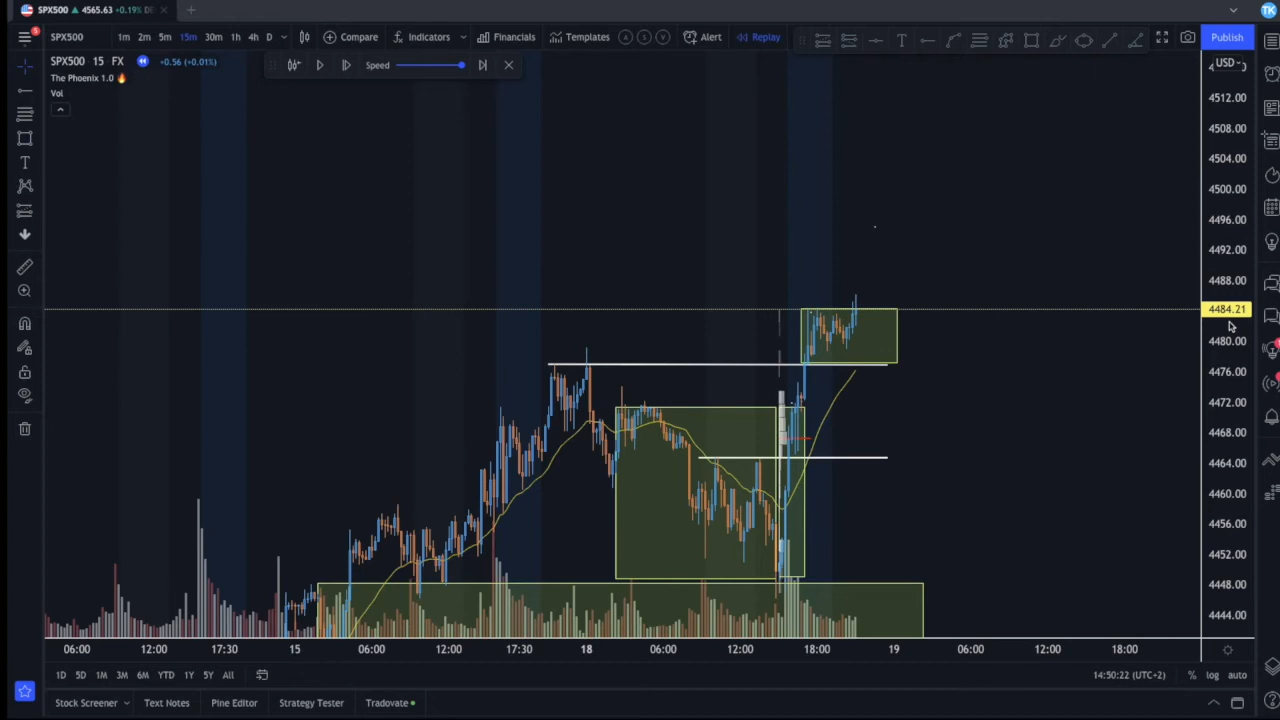 SPX500 ▲ 4565.63 +0.19%
TK
SPX500 1m 2m 5m 15m 30m 1h 4h D Compare Indicators Financials Templates Alert Replay Publish
SPX500 15 FX +0.56 (+0.01%)
Speed
USD
The Phoenix 1.0 🔥
Vol
4512.00
4508.00
4504.00
4500.00
4496.00
4492.00
4488.00
4484.21
4480.00
4476.00
4472.00
4468.00
4464.00
4460.00
4456.00
4452.00
4448.00
4444.00
06:00 12:00 17:30 15 06:00 12:00 17:30 18 06:00 12:00 18:00 19 06:00 12:00 18:00
1D 5D 1M 3M 6M YTD 1Y 5Y All 14:50:22 (UTC+2) % log auto
Stock Screener Text Notes Pine Editor Strategy Tester Tradovate